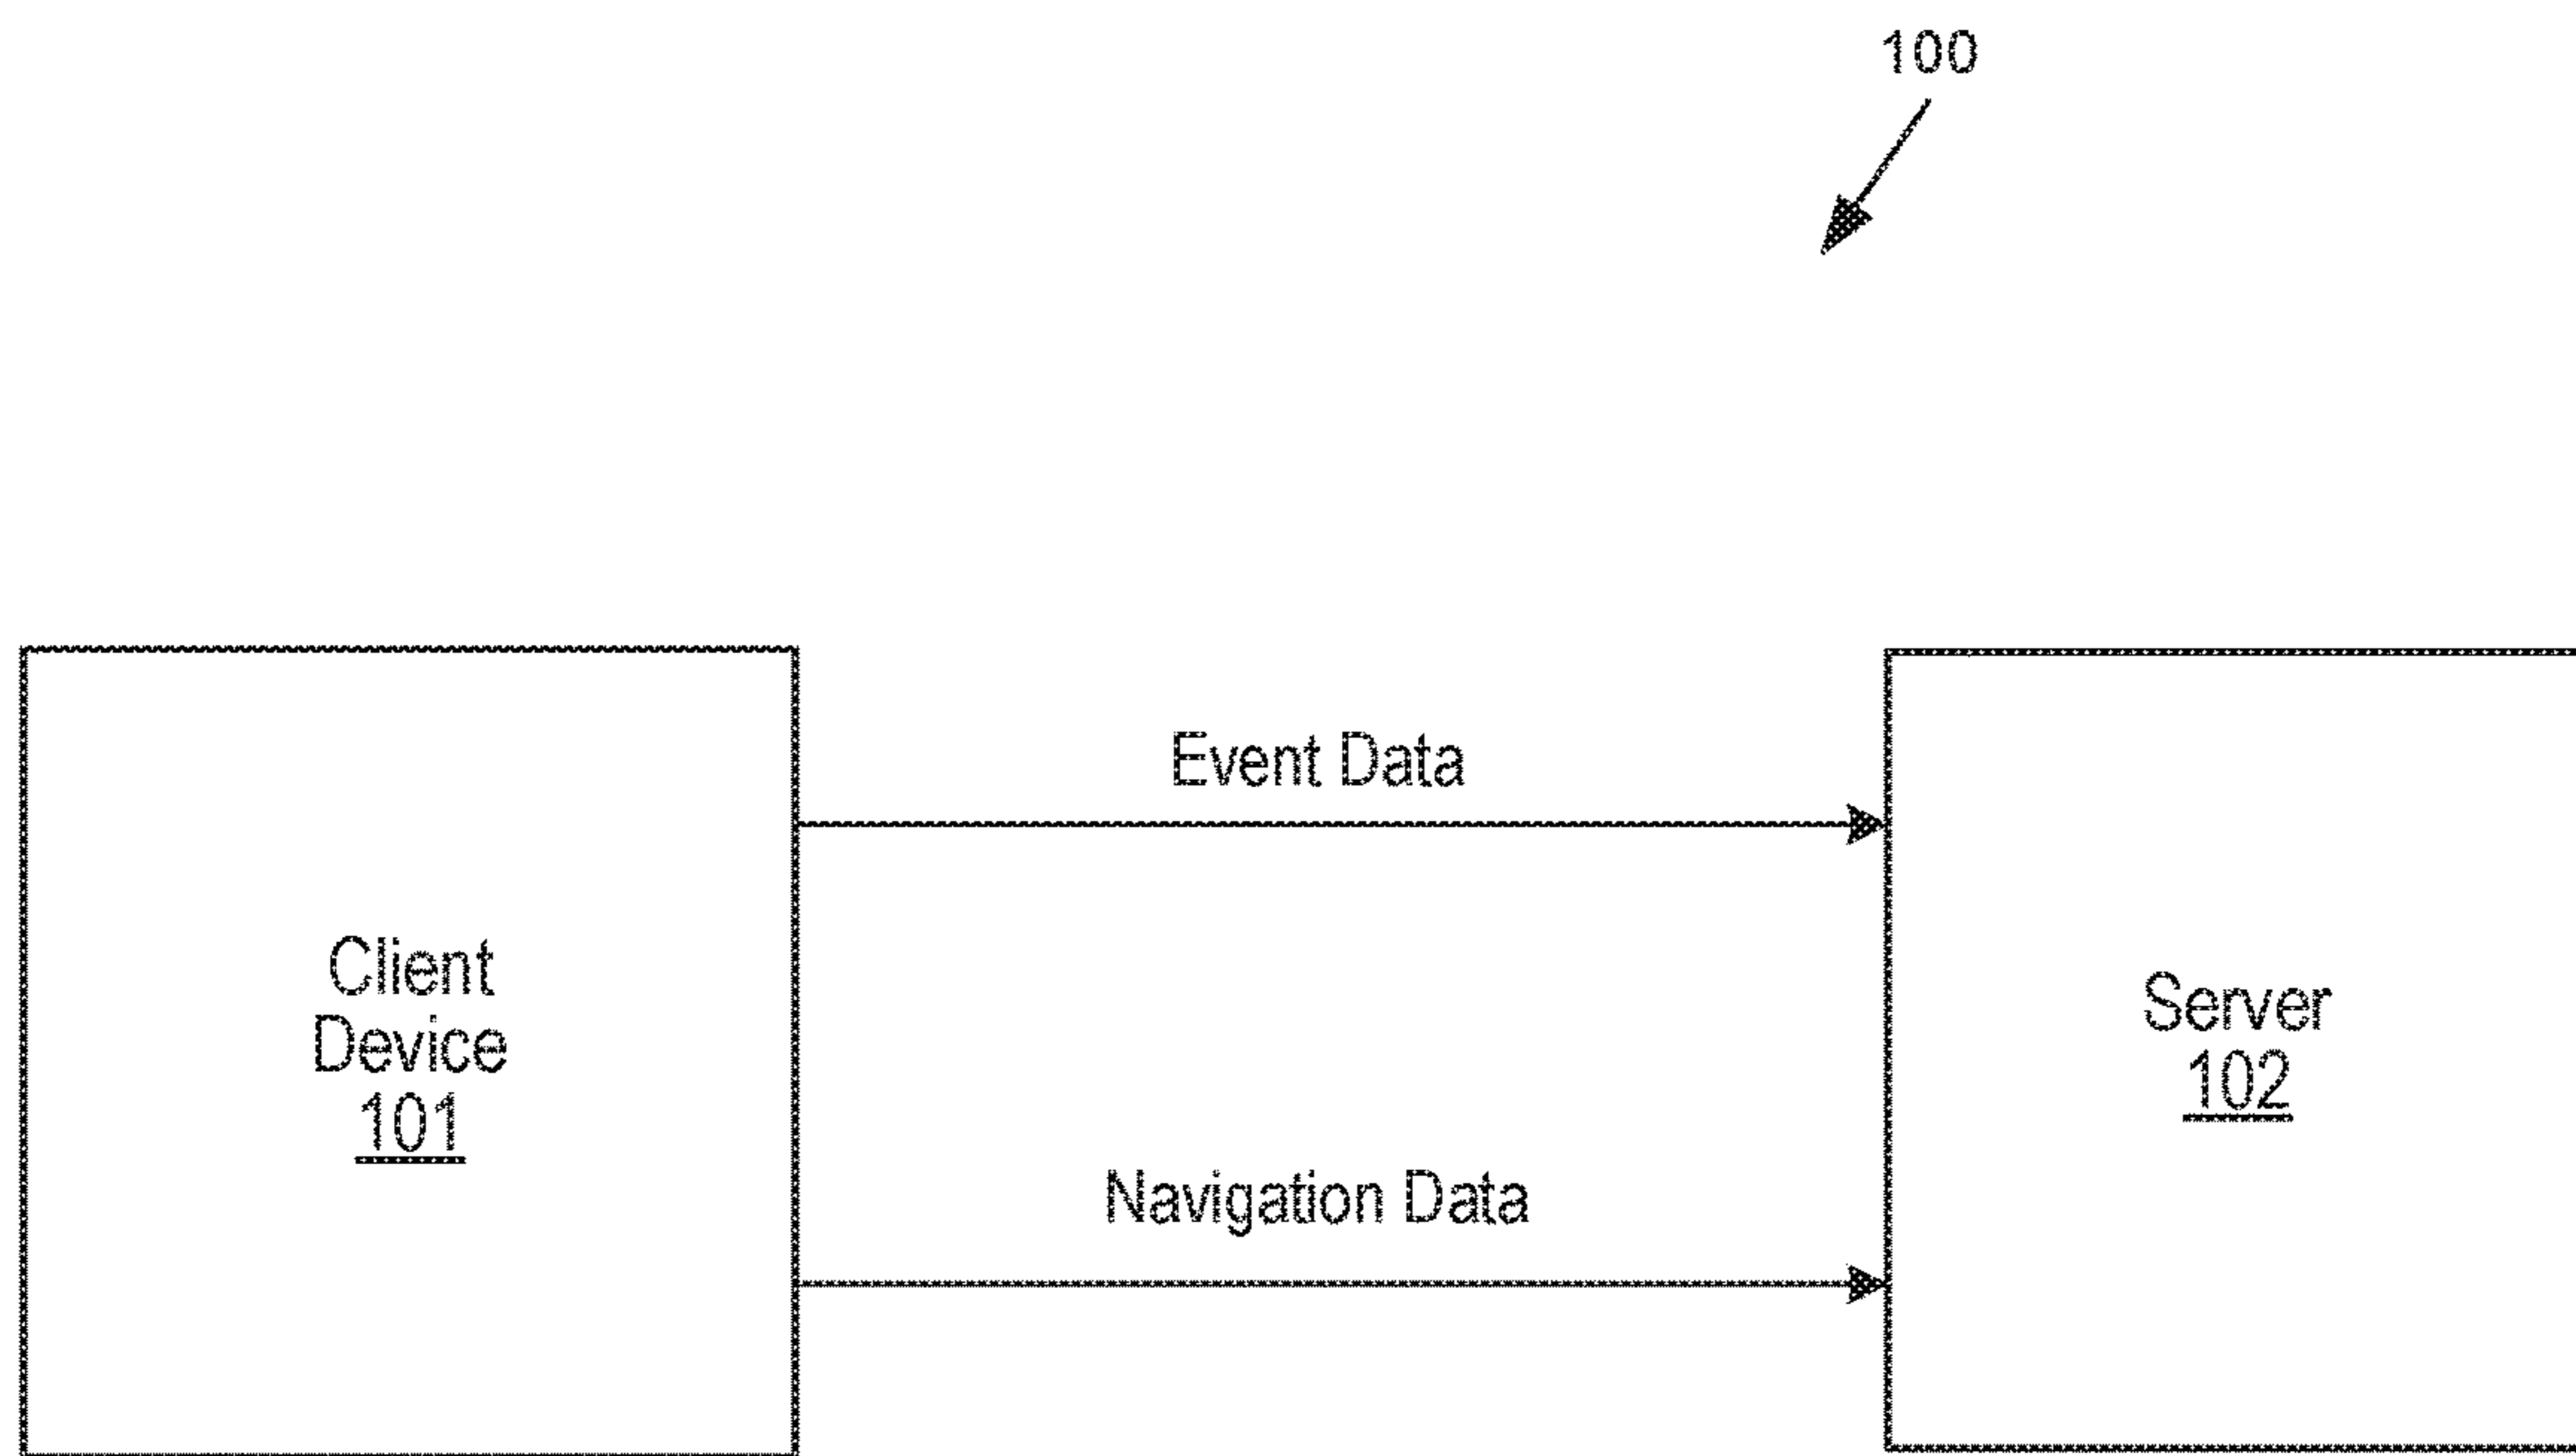 100
Event Data
Client
Device
101
Server
102
Navigation Data